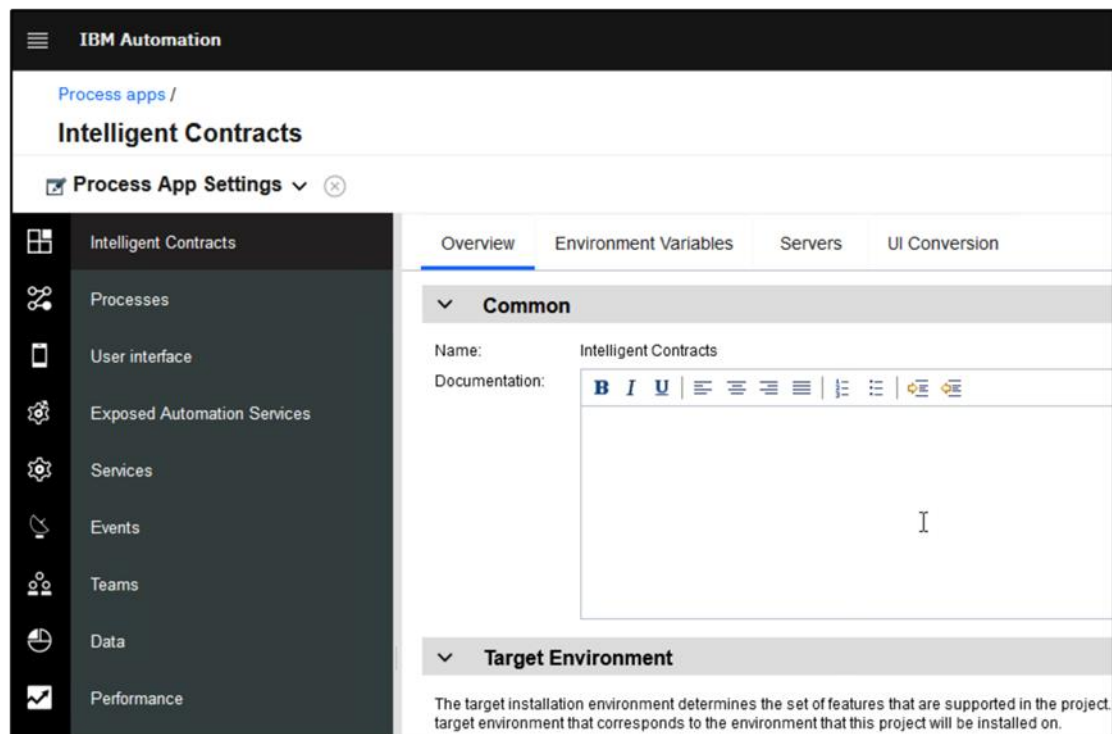 IBM Automation
Process apps /
Intelligent Contracts
Process App Settings
Intelligent Contracts
Processes
User interface
Exposed Automation Services
Services
Events
Teams
Data
Performance
Overview Environment Variables Servers UI Conversion
Common
Name: Intelligent Contracts
Documentation:
B I U
Target Environment
The target installation environment determines the set of features that are supported in the project.
target environment that corresponds to the environment that this project will be installed on.